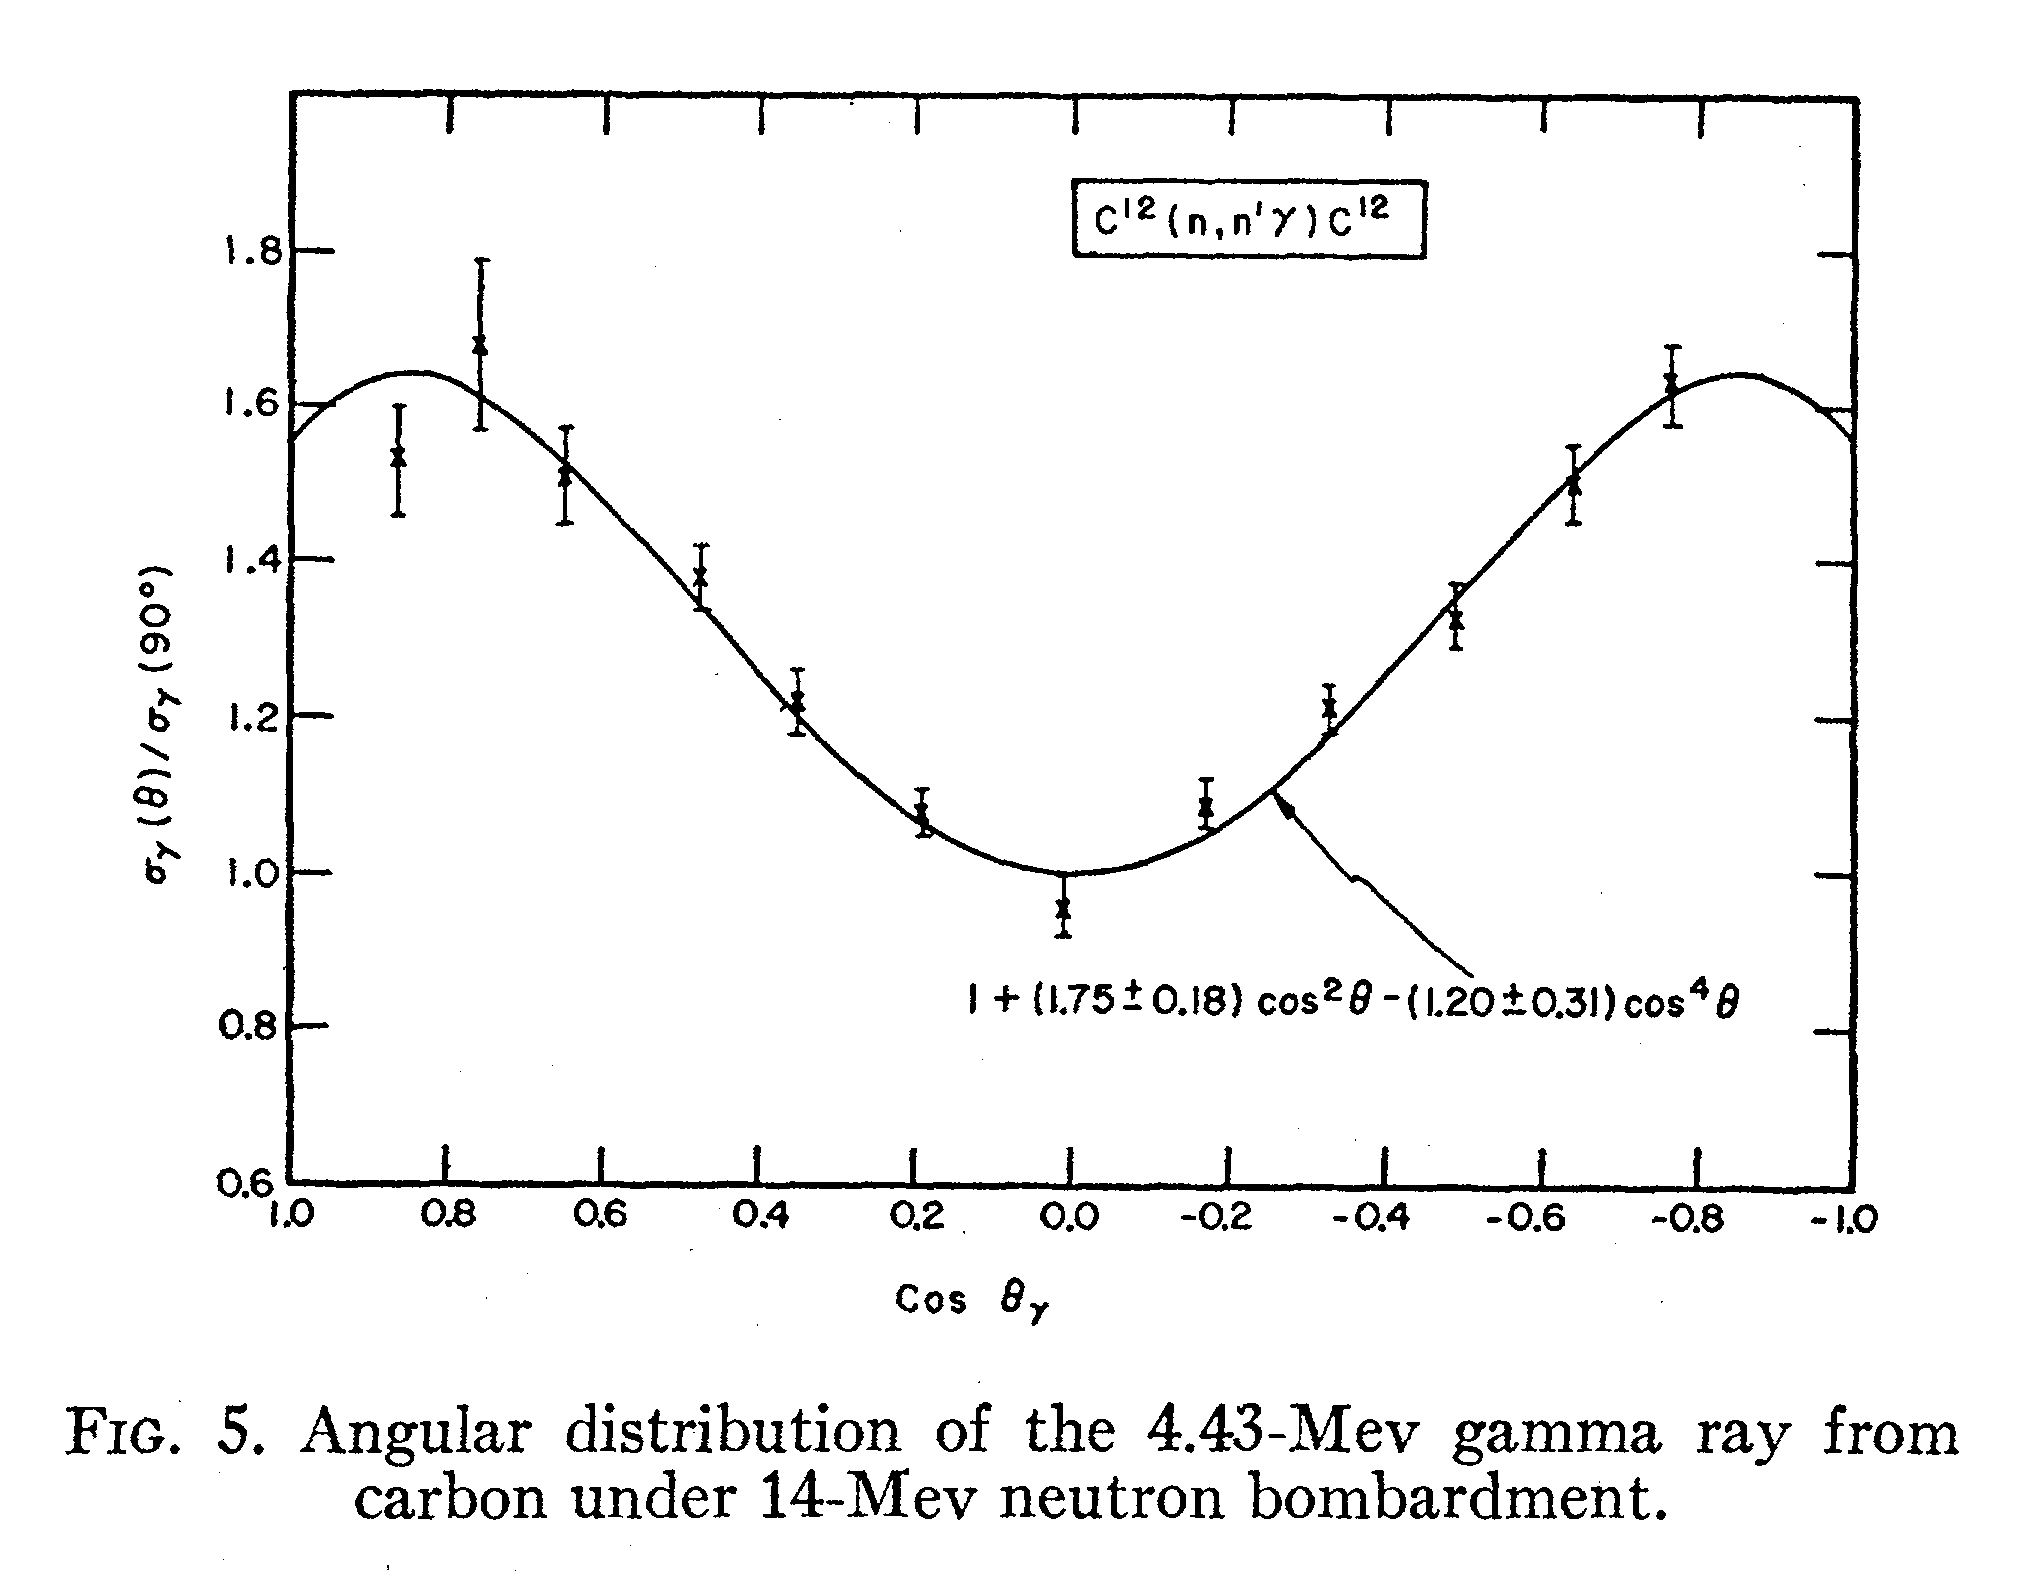 C¹²(n,n'γ)C¹²
1.8
1.6
1.4
1.2
1.0
0.8
0.6
σγ(θ)/σγ(90°)
1+(1.75±0.18) cos²θ-(1.20±0.31)cos⁴θ
1.0 0.8 0.6 0.4 0.2 0.0 -0.2 -0.4 -0.6 -0.8 -1.0
Cos θγ
FIG. 5. Angular distribution of the 4.43-Mev gamma ray from
carbon under 14-Mev neutron bombardment.